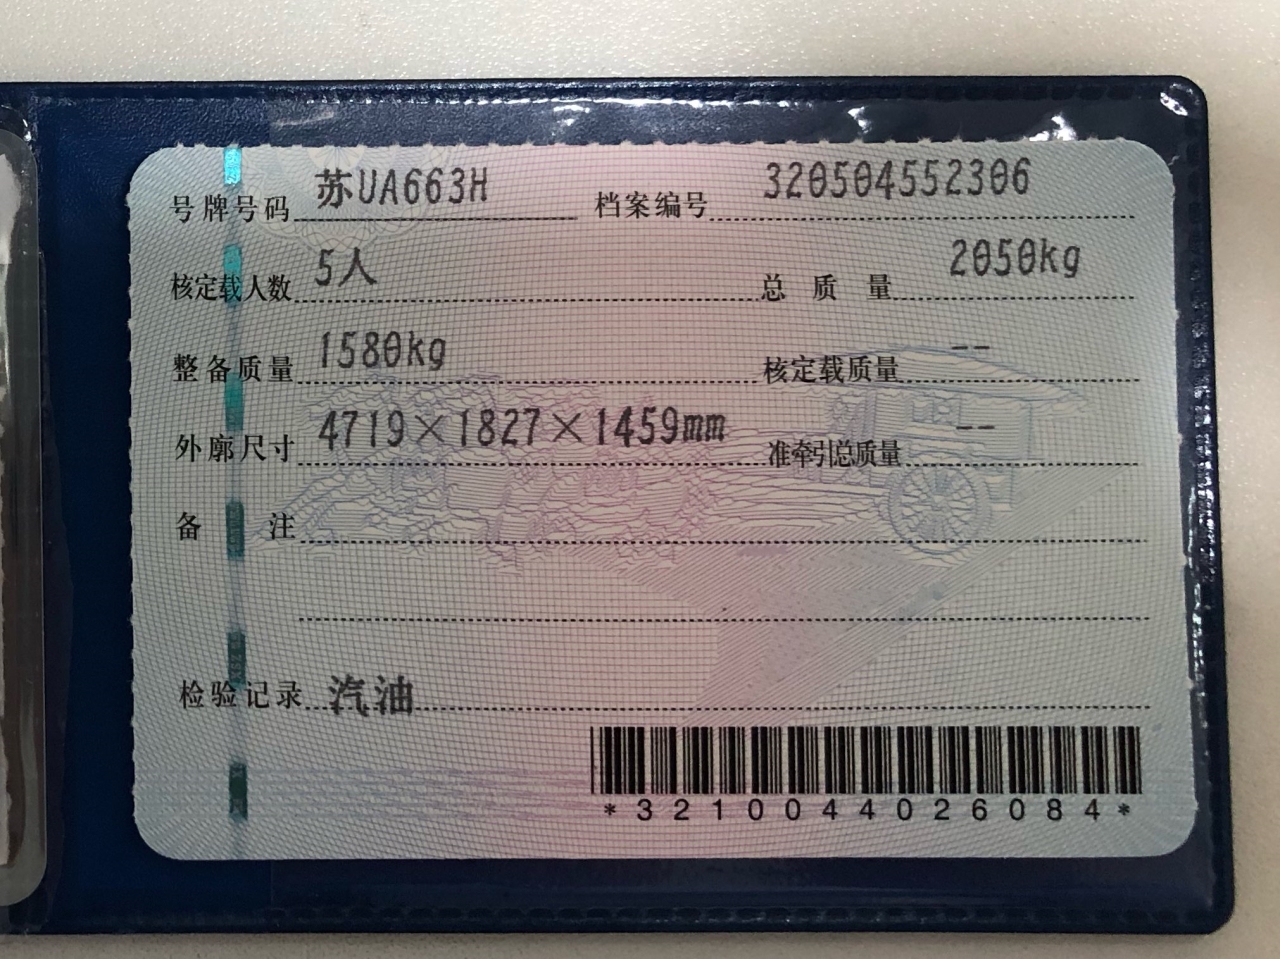 号牌号码 苏UA663H 档案编号 320504552306
核定载人数 5人 总质量 2050kg
整备质量 1580kg 核定载质量 --
外廓尺寸 4719×1827×1459mm 准牵引总质量 --
备注
检验记录 汽油
*3210044026084*